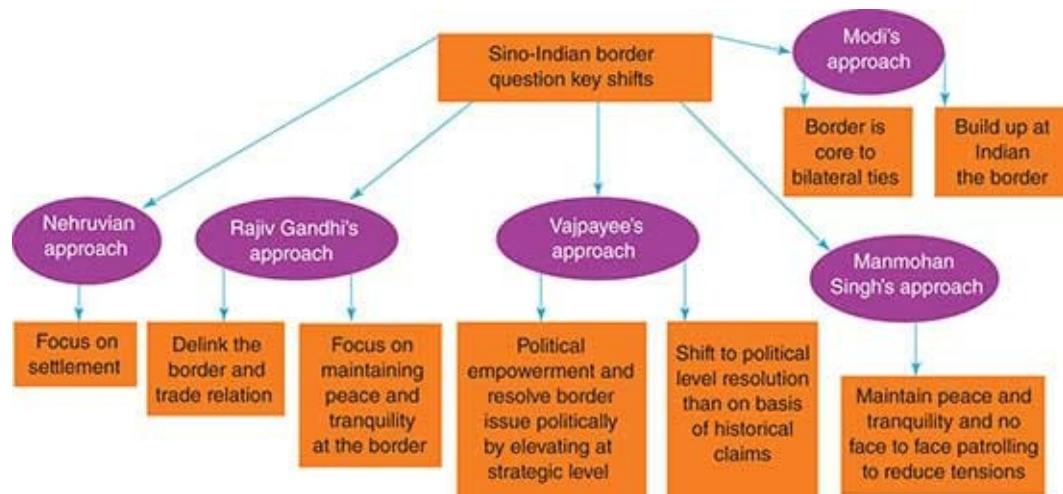 Sino-Indian border
question key shifts
Modi's
approach
Border is
core to
bilateral ties
Build up at
Indian
the border
Nehruvian
approach
Rajiv Gandhi's
approach
Vajpayee's
approach
Manmohan
Singh's approach
Focus on
settlement
Delink the
border and
trade relation
Focus on
maintaining
peace and
tranquility
at the border
Political
empowerment and
resolve border
issue politically
by elevating at
strategic level
Shift to political
level resolution
than on basis
of historical
claims
Maintain peace and
tranquility and no
face to face patrolling
to reduce tensions